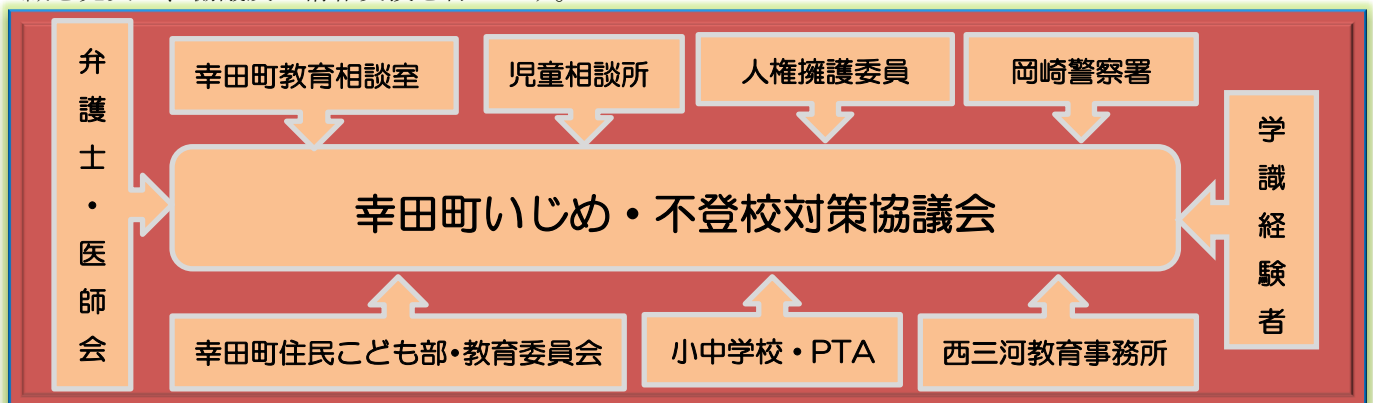 弁護士・医師会
幸田町教育相談室
児童相談所
人権擁護委員
岡崎警察署
学識経験者
幸田町いじめ・不登校対策協議会
幸田町住民こども部・教育委員会
小中学校・PTA
西三河教育事務所